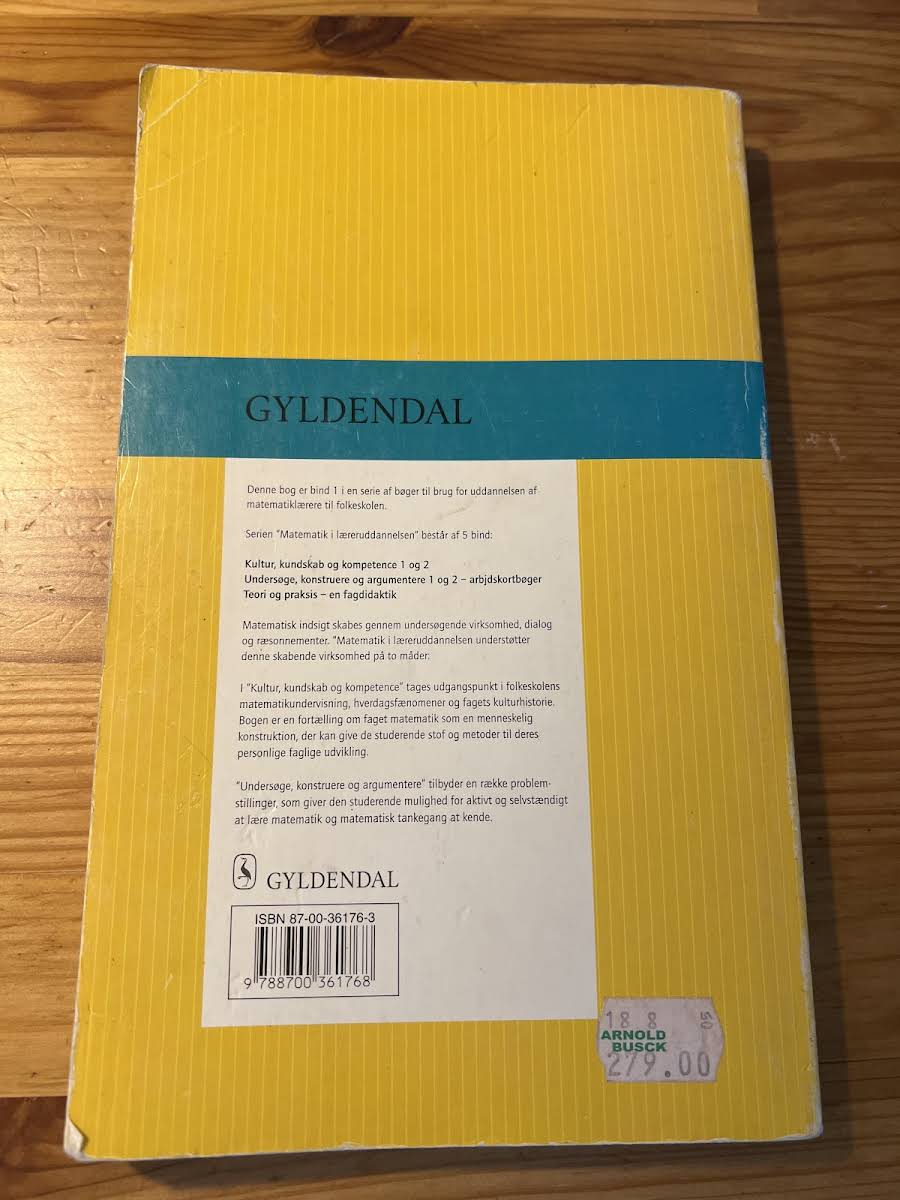 GYLDENDAL
Denne bog er bind 1 i en serie af bøger til brug for uddannelsen af
matematiklærere til folkeskolen.
Serien "Matematik i læreruddannelsen" består af 5 bind:
Kultur, kundskab og kompetence 1 og 2
Undersøge, konstruere og argumentere 1 og 2 – arbjdskortbøger
Teori og praksis – en fagdidaktik
Matematisk indsigt skabes gennem undersøgende virksomhed, dialog
og ræsonnementer. "Matematik i læreruddannelsen understøtter
denne skabende virksomhed på to måder.
I "Kultur, kundskab og kompetence" tages udgangspunkt i folkeskolens
matematikundervisning, hverdagsfænomener og fagets kulturhistorie.
Bogen er en fortælling om faget matematik som en menneskelig
konstruktion, der kan give de studerende stof og metoder til deres
personlige faglige udvikling.
"Undersøge, konstruere og argumentere" tilbyder en række problem-
stillinger, som giver den studerende mulighed for aktivt og selvstændigt
at lære matematik og matematisk tankegang at kende.
GYLDENDAL
ISBN 87-00-36176-3
9 788700 361768
18 8 50
ARNOLD
BUSCK
279.00